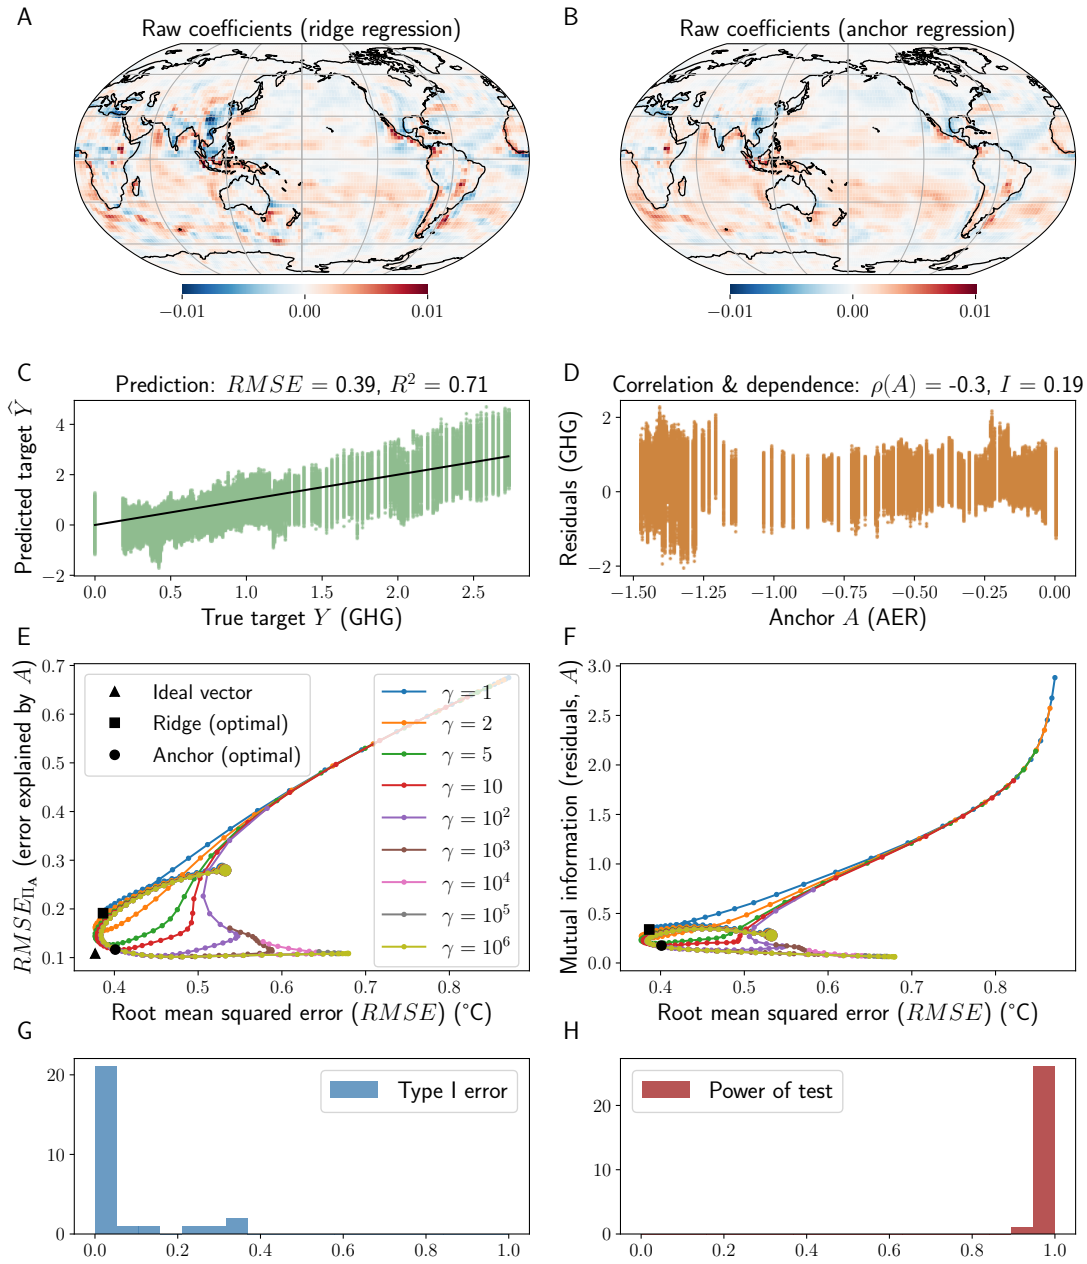 A
Raw coefficients (ridge regression)
−0.01
0.00
0.01
B
Raw coefficients (anchor regression)
−0.01
0.00
0.01
C
Prediction: RMSE = 0.39, R² = 0.71
Predicted target Ŷ
4
2
0
−2
0.0
0.5
1.0
1.5
2.0
2.5
True target Y (GHG)
D
Correlation & dependence: ρ(A) = -0.3, I = 0.19
Residuals (GHG)
2
0
−2
−1.50
−1.25
−1.00
−0.75
−0.50
−0.25
0.00
Anchor A (AER)
E
RMSE_{Π_A} (error explained by A)
0.7
0.6
0.5
0.4
0.3
0.2
0.1
Ideal vector
Ridge (optimal)
Anchor (optimal)
γ = 1
γ = 2
γ = 5
γ = 10
γ = 10²
γ = 10³
γ = 10⁴
γ = 10⁵
γ = 10⁶
0.4
0.5
0.6
0.7
0.8
Root mean squared error (RMSE) (°C)
F
Mutual information (residuals, A)
3.0
2.5
2.0
1.5
1.0
0.5
0.0
0.4
0.5
0.6
0.7
0.8
Root mean squared error (RMSE) (°C)
G
20
10
0
Type I error
0.0
0.2
0.4
0.6
0.8
1.0
H
20
10
0
Power of test
0.0
0.2
0.4
0.6
0.8
1.0